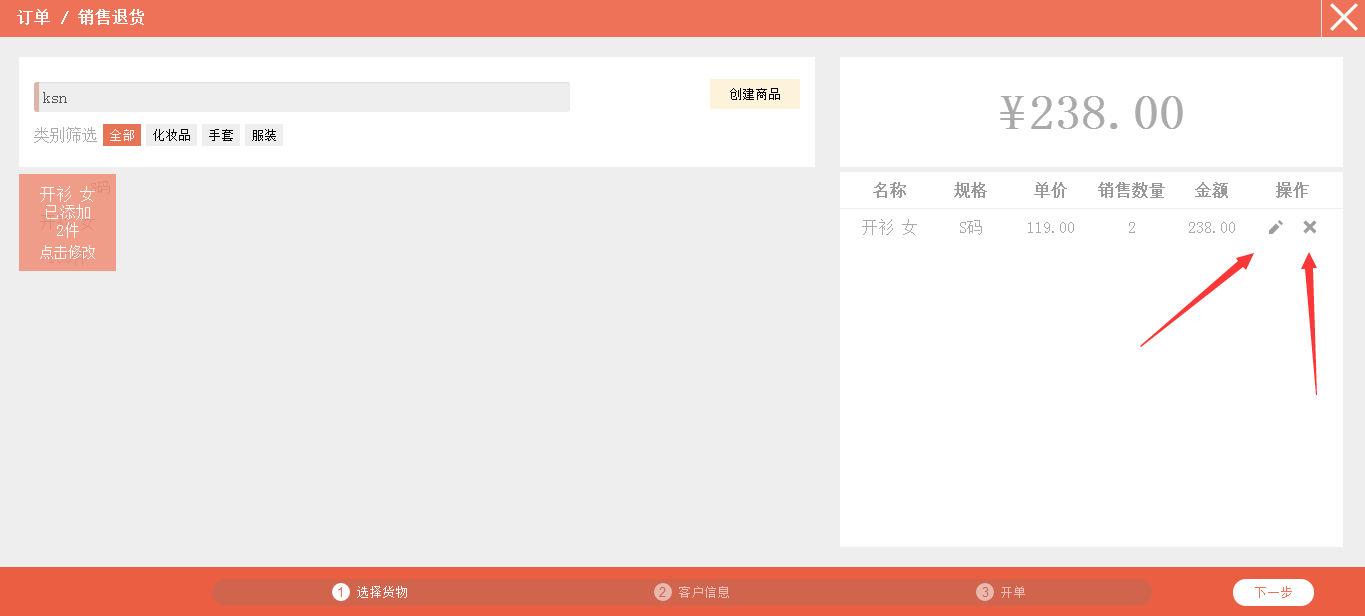 订单 / 销售退货
ksn
创建商品
类别筛选 全部 化妆品 手套 服装
开衫 女
已添加
2件
点击修改
¥238.00
名称 规格 单价 销售数量 金额 操作
开衫 女 S码 119.00 2 238.00
1 选择货物 2 客户信息 3 开单 下一步